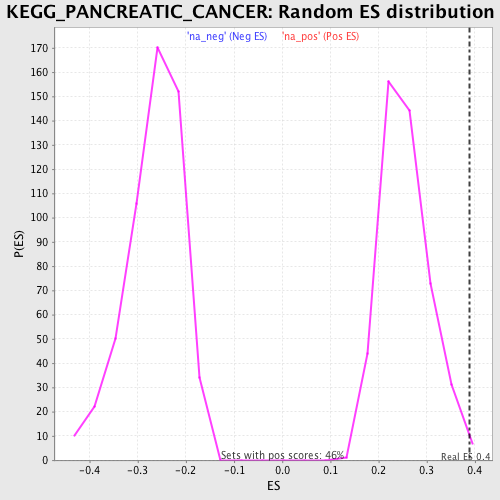 KEGG_PANCREATIC_CANCER: Random ES distribution
'na_neg' (Neg ES) 'na_pos' (Pos ES)
170
160
150
140
130
120
110
100
90
80
70
60
50
40
30
20
10
0
P(ES)
Sets with pos scores: 46%
Real ES 0.4
-0.4 -0.3 -0.2 -0.1 0.0 0.1 0.2 0.3 0.4
ES